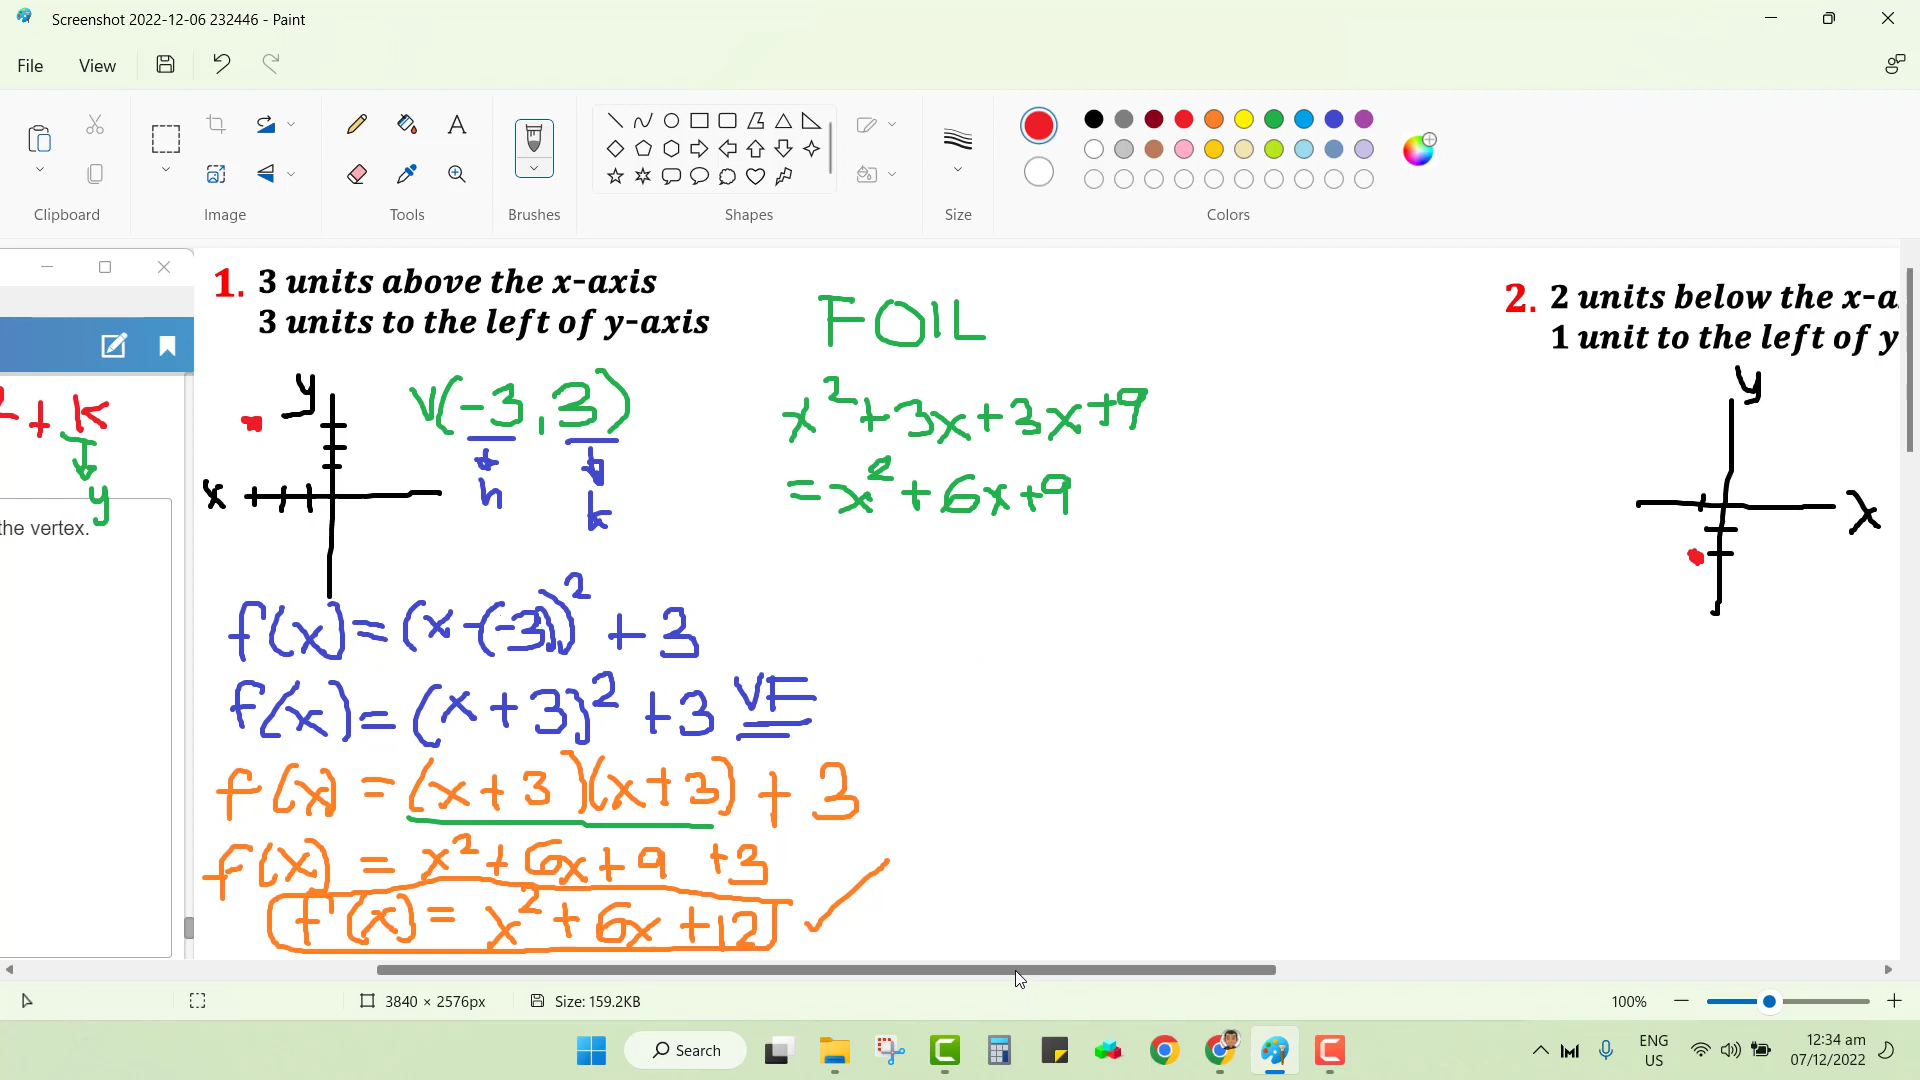 Screenshot 2022-12-06 232446 - Paint
File View
Clipboard Image Tools Brushes Shapes Size Colors
1. 3 units above the x-axis
3 units to the left of y-axis
FOIL
2. 2 units below the x-a
1 unit to the left of y
+ K
y
the vertex.
y
x
V(-3, 3)
h
k
x²+3x+3x+9
=x²+6x+9
y
x
f(x)=(x-(-3))²+3
f(x)=(x+3)²+3 VF
f(x)=(x+3)(x+3)+3
f(x)=x²+6x+9+3
f(x)=x²+6x+12
3840 × 2576px
Size: 159.2KB
100%
Search
ENG
US
12:34 am
07/12/2022